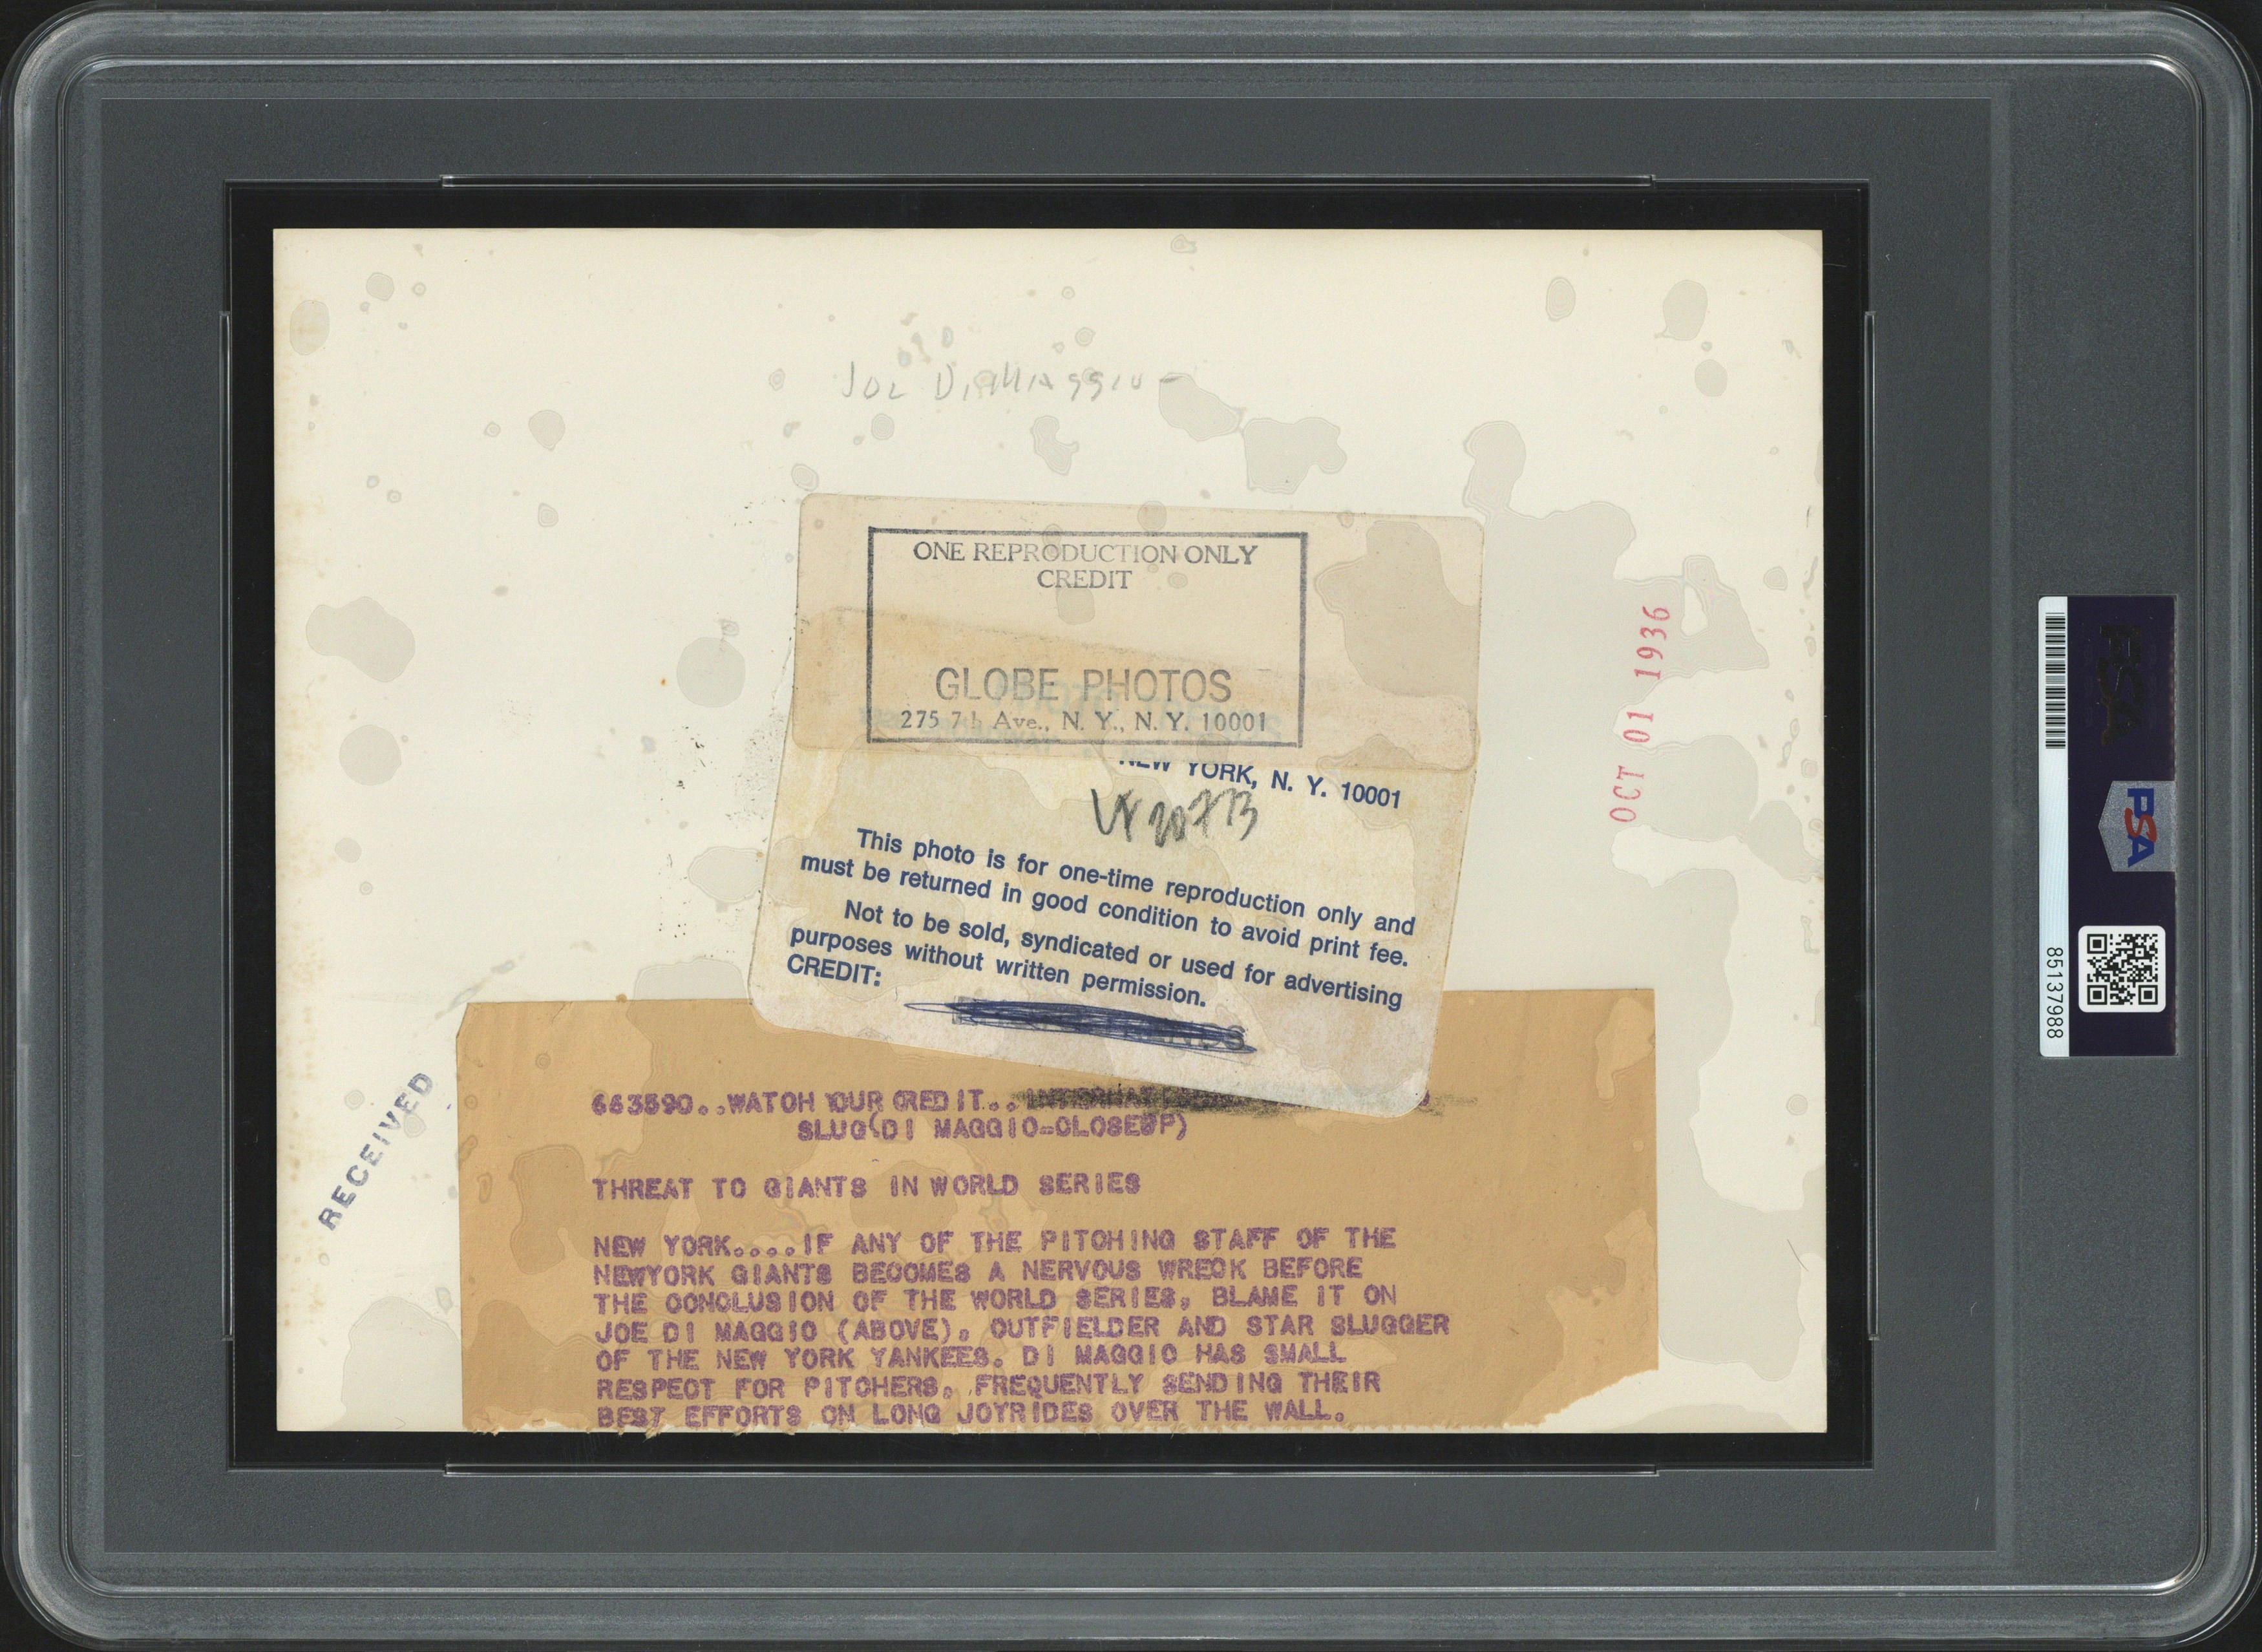 JOE DiMAGGIO
ONE REPRODUCTION ONLY
CREDIT
GLOBE PHOTOS
275 7th Ave., N. Y., N. Y. 10001
NEW YORK, N. Y. 10001
This photo is for one-time reproduction only and
must be returned in good condition to avoid print fee.
Not to be sold, syndicated or used for advertising
purposes without written permission.
CREDIT:
OCT 01 1936
RECEIVED
663590..WATCH YOUR CREDIT..
SLUG(DI MAGGIO-CLOSEUP)
THREAT TO GIANTS IN WORLD SERIES
NEW YORK....IF ANY OF THE PITCHING STAFF OF THE
NEWYORK GIANTS BECOMES A NERVOUS WRECK BEFORE
THE CONCLUSION OF THE WORLD SERIES, BLAME IT ON
JOE DI MAGGIO (ABOVE), OUTFIELDER AND STAR SLUGGER
OF THE NEW YORK YANKEES. DI MAGGIO HAS SMALL
RESPECT FOR PITCHERS, FREQUENTLY SENDING THEIR
BEST EFFORTS ON LONG JOYRIDES OVER THE WALL.
PSA
PSA
85137988